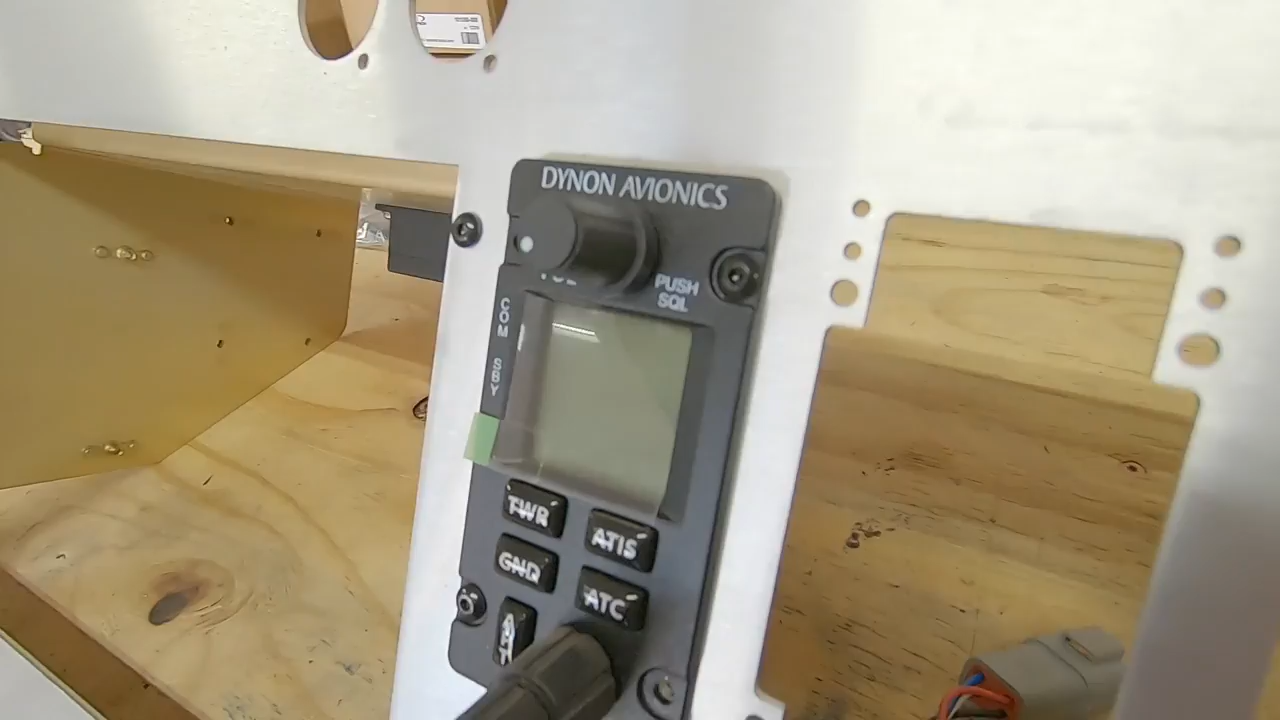 DYNON AVIONICS
PUSH
SQL
COM
SBY
TWR
ATIS
GND
ATC